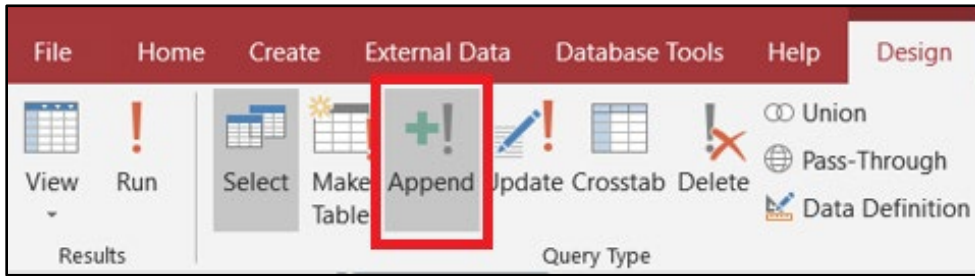 File Home Create External Data Database Tools Help Design
View Run Select Make Table Append Update Crosstab Delete
Union
Pass-Through
Data Definition
Results Query Type